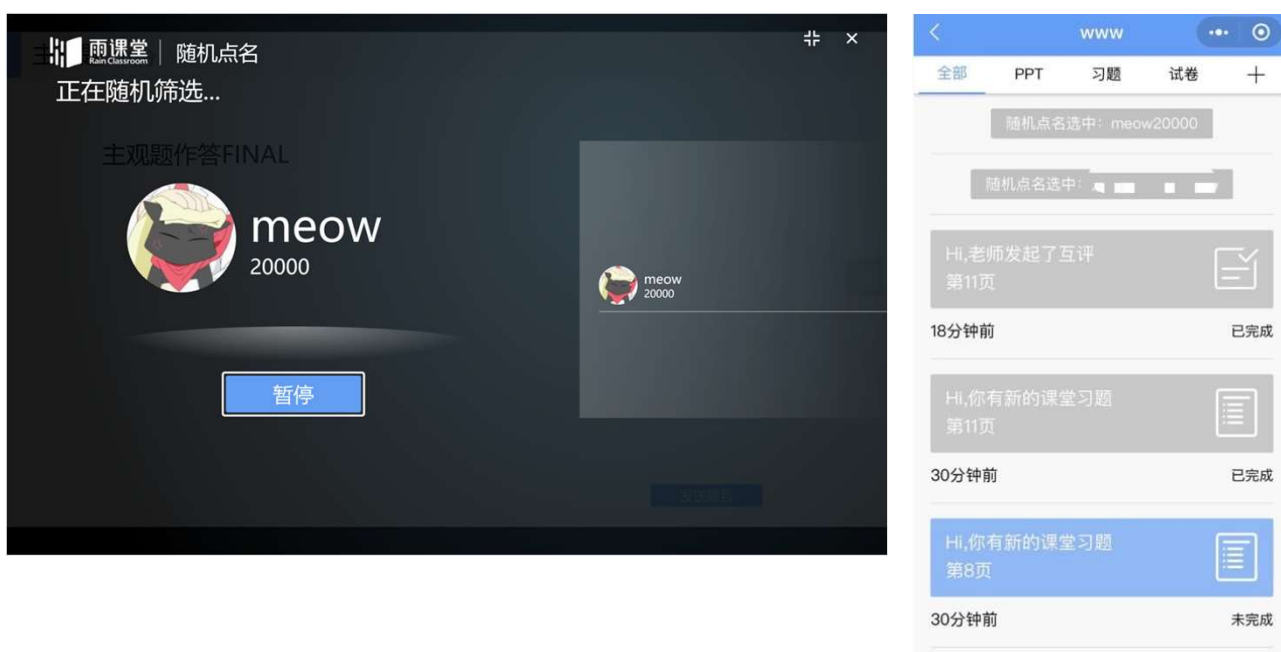 雨课堂
Rain Classroom
随机点名
正在随机筛选...
主观题作答FINAL
meow
20000
暂停
meow
20000
www
全部
PPT
习题
试卷
随机点名选中：meow20000
随机点名选中：
Hi,老师发起了互评
第11页
18分钟前
已完成
Hi,你有新的课堂习题
第11页
30分钟前
已完成
Hi,你有新的课堂习题
第8页
30分钟前
未完成